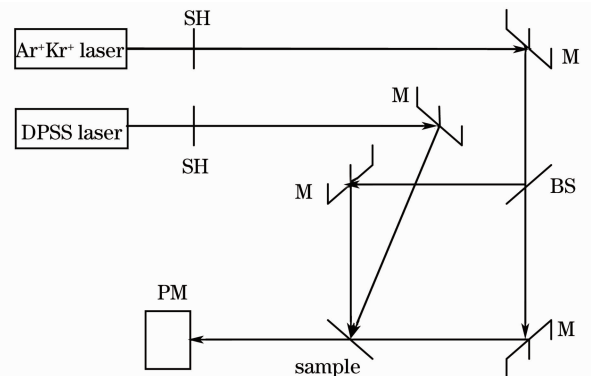 SH
Ar⁺Kr⁺ laser
M
M
DPSS laser
SH
M
BS
PM
M
sample